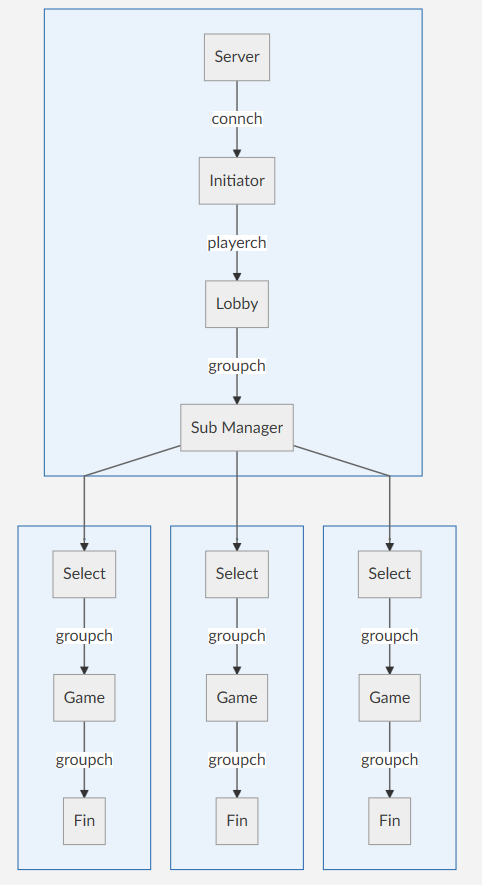 Server
connch
Initiator
playerch
Lobby
groupch
Sub Manager
Select
Select
Select
groupch
groupch
groupch
Game
Game
Game
groupch
groupch
groupch
Fin
Fin
Fin